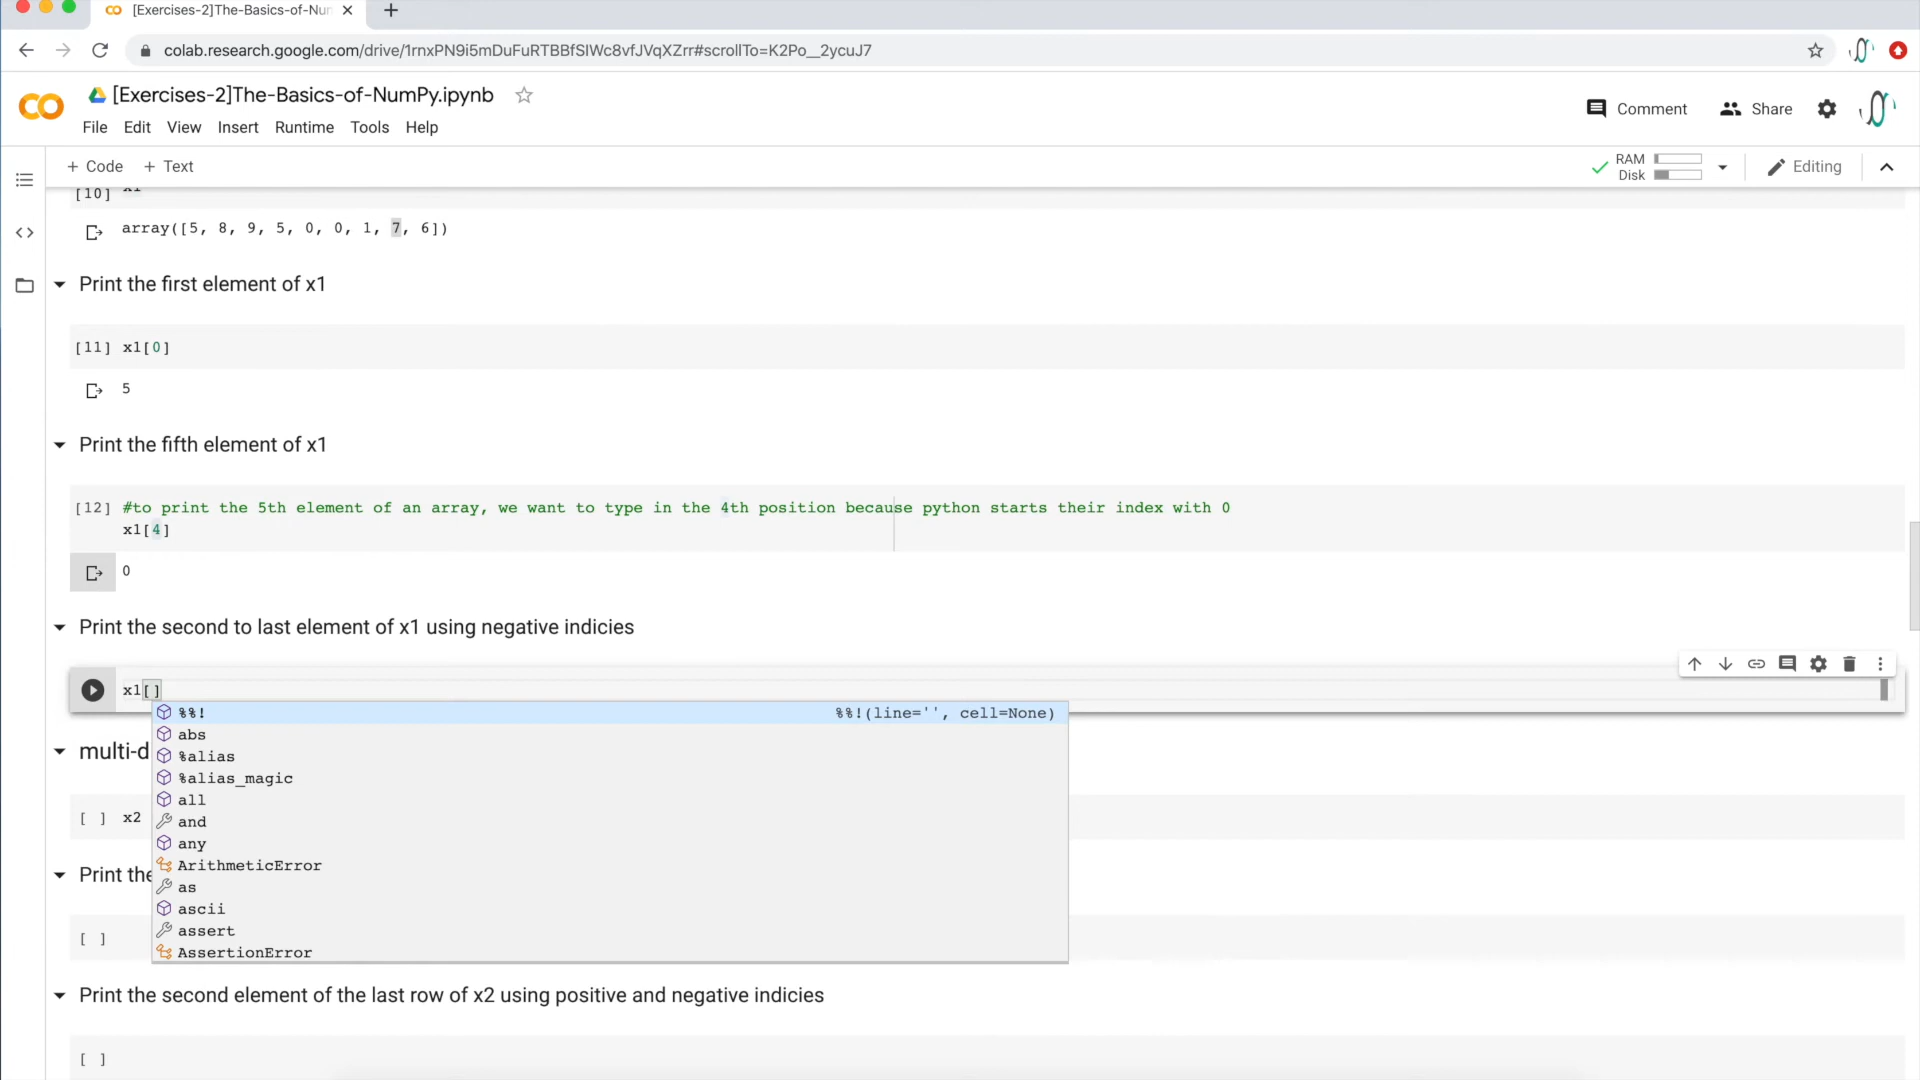 [Exercises-2]The-Basics-of-Nu
colab.research.google.com/drive/1rnxPN9i5mDuFuRTBBfSIWc8vfJVqXZrr#scrollTo=K2Po__2ycuJ7
[Exercises-2]The-Basics-of-NumPy.ipynb
Comment Share
File Edit View Insert Runtime Tools Help
+ Code + Text
RAM
Disk
Editing
[10] x1
array([5, 8, 9, 5, 0, 0, 1, 7, 6])
Print the first element of x1
[11] x1[0]
5
Print the fifth element of x1
[12] #to print the 5th element of an array, we want to type in the 4th position because python starts their index with 0
x1[4]
0
Print the second to last element of x1 using negative indicies
x1[]
%%! %%!(line='', cell=None)
abs
%alias
%alias_magic
all
and
any
ArithmeticError
as
ascii
assert
AssertionError
multi-d
[ ] x2
Print the
[ ]
Print the second element of the last row of x2 using positive and negative indicies
[ ]